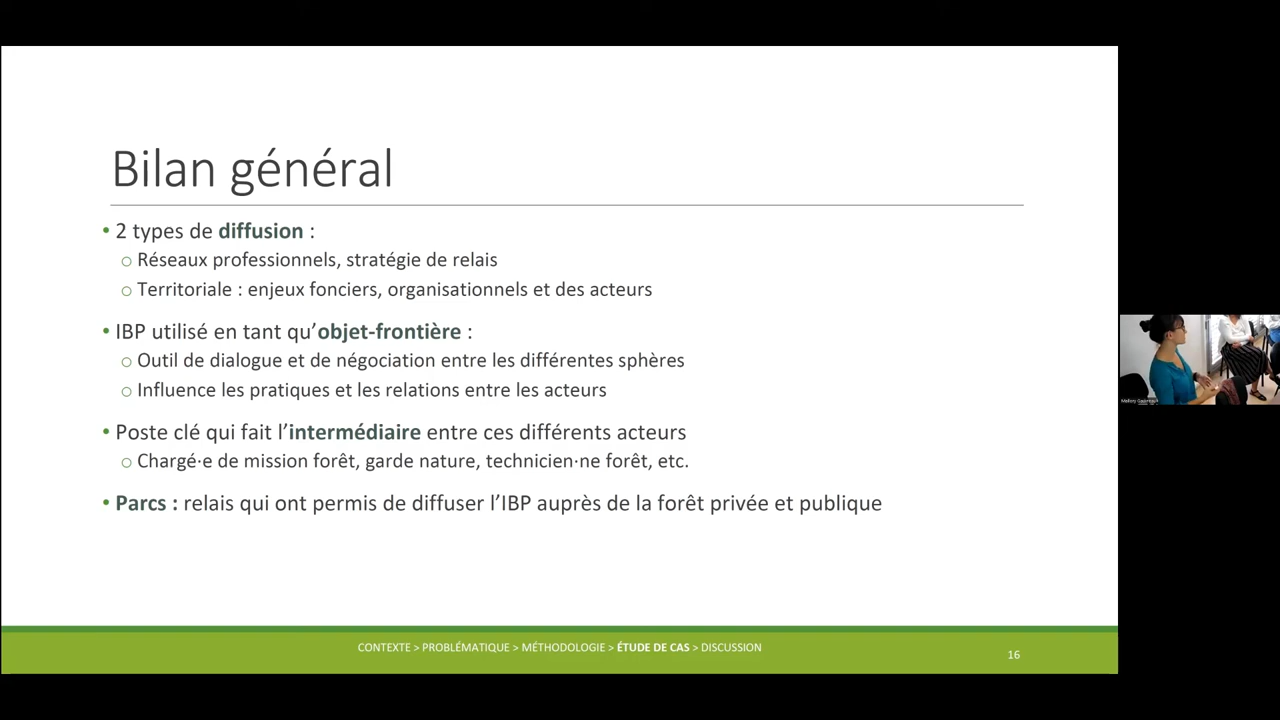 Bilan général
• 2 types de diffusion :
o Réseaux professionnels, stratégie de relais
o Territoriale : enjeux fonciers, organisationnels et des acteurs
• IBP utilisé en tant qu’objet-frontière :
o Outil de dialogue et de négociation entre les différentes sphères
o Influence les pratiques et les relations entre les acteurs
• Poste clé qui fait l’intermédiaire entre ces différents acteurs
o Chargé·e de mission forêt, garde nature, technicien·ne forêt, etc.
• Parcs : relais qui ont permis de diffuser l’IBP auprès de la forêt privée et publique
CONTEXTE > PROBLÉMATIQUE > MÉTHODOLOGIE > ÉTUDE DE CAS > DISCUSSION
16